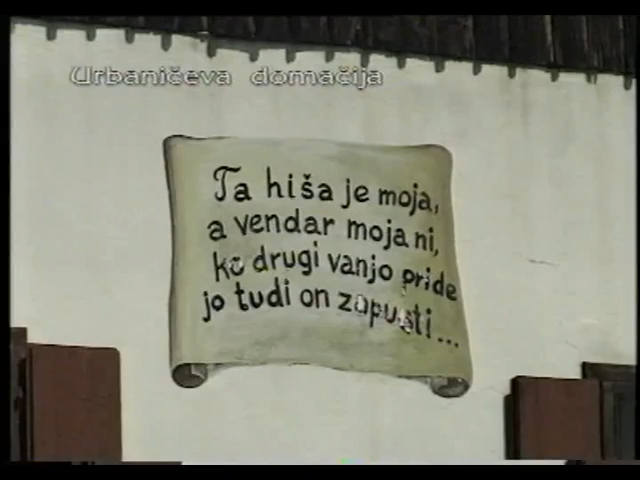 Urbaničeva domačija
Ta hiša je moja,
a vendar moja ni,
ko drugi vanjo pride
jo tudi on zapusti...